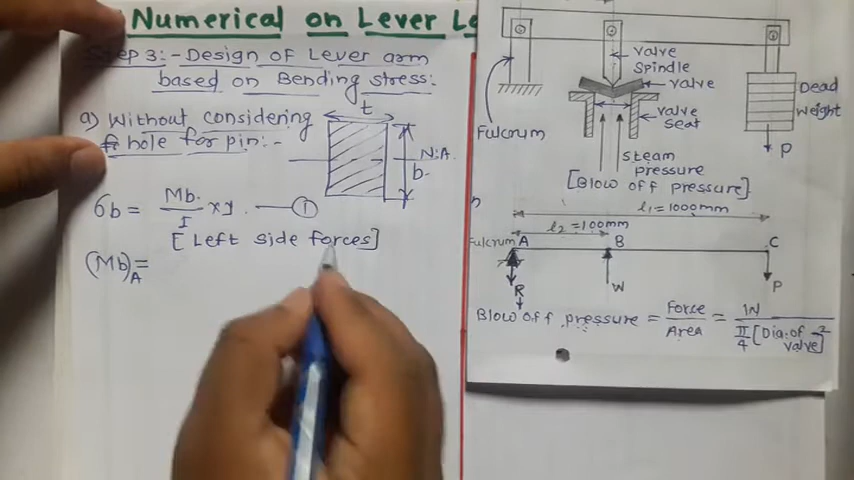 Numerical on Lever
Step 3:- Design of Lever arm
based on Bending stress:
a) Without considering
hole for pin:-
t
N.A.
b
σb = Mb/I × y ―― 1
[Left side forces]
(Mb)A =
valve
spindle
valve
valve
seat
Fulcrum
Dead
Weight
P
steam
pressure
[Blow off pressure]
l1 = 1000mm
l2 = 100mm
Fulcrum A
B
C
R
W
P
Blow off pressure = Force/Area = W / π/4 [Dia. of valve]²